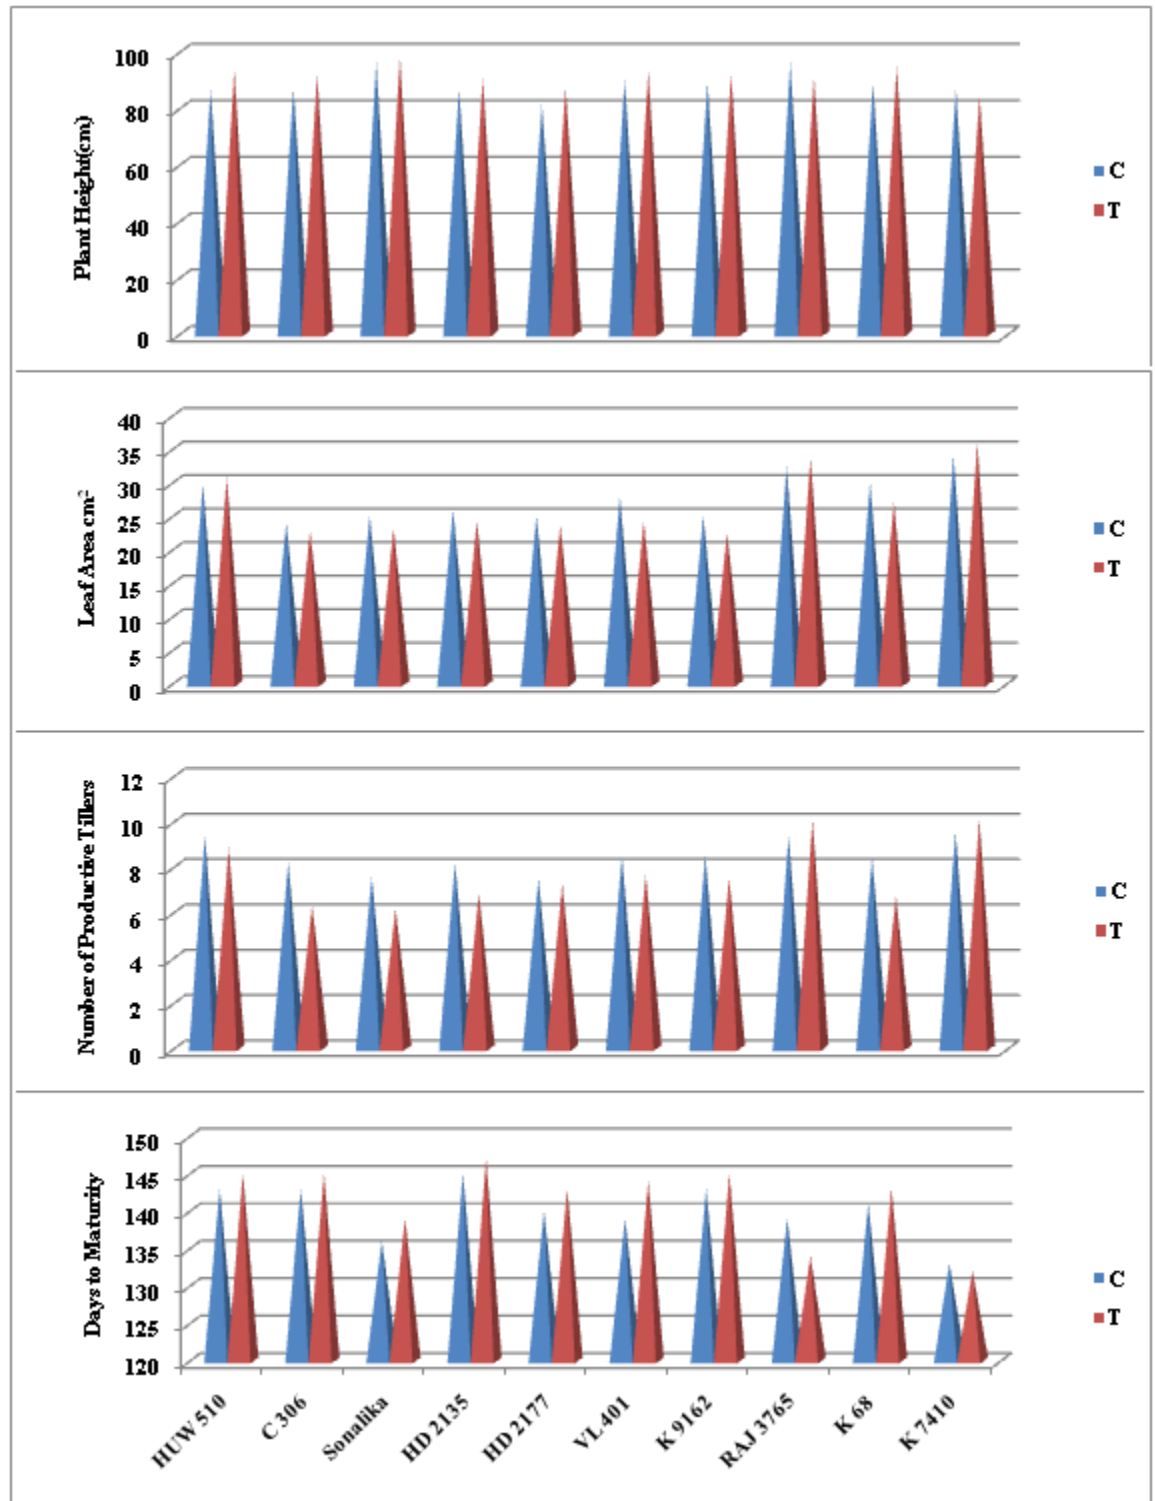 Plant Height(cm)
100
80
60
40
20
0
C
T
Leaf Area cm-2
40
35
30
25
20
15
10
5
0
C
T
Number of Productive Tillers
12
10
8
6
4
2
0
C
T
Days to Maturity
150
145
140
135
130
125
120
C
T
HUW 510
C 306
Sonalika
HD 2135
HD 2177
VL 401
K 9162
RAJ 3765
K 68
K 7410